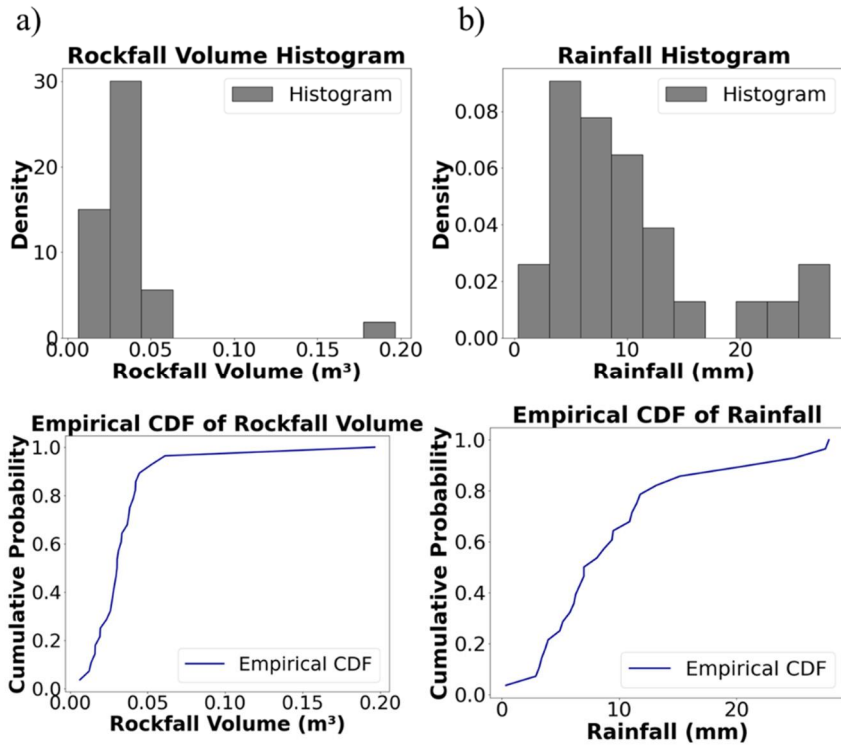 a)
Rockfall Volume Histogram
30
20
10
0
Density
Histogram
0.00 0.05 0.10 0.15 0.20
Rockfall Volume (m³)
b)
Rainfall Histogram
0.08
0.06
0.04
0.02
0.00
Density
Histogram
0 10 20
Rainfall (mm)
Empirical CDF of Rockfall Volume
1.0
0.8
0.6
0.4
0.2
0.0
Cumulative Probability
Empirical CDF
0.00 0.05 0.10 0.15 0.20
Rockfall Volume (m³)
Empirical CDF of Rainfall
1.0
0.8
0.6
0.4
0.2
0.0
Cumulative Probability
Empirical CDF
0 10 20
Rainfall (mm)